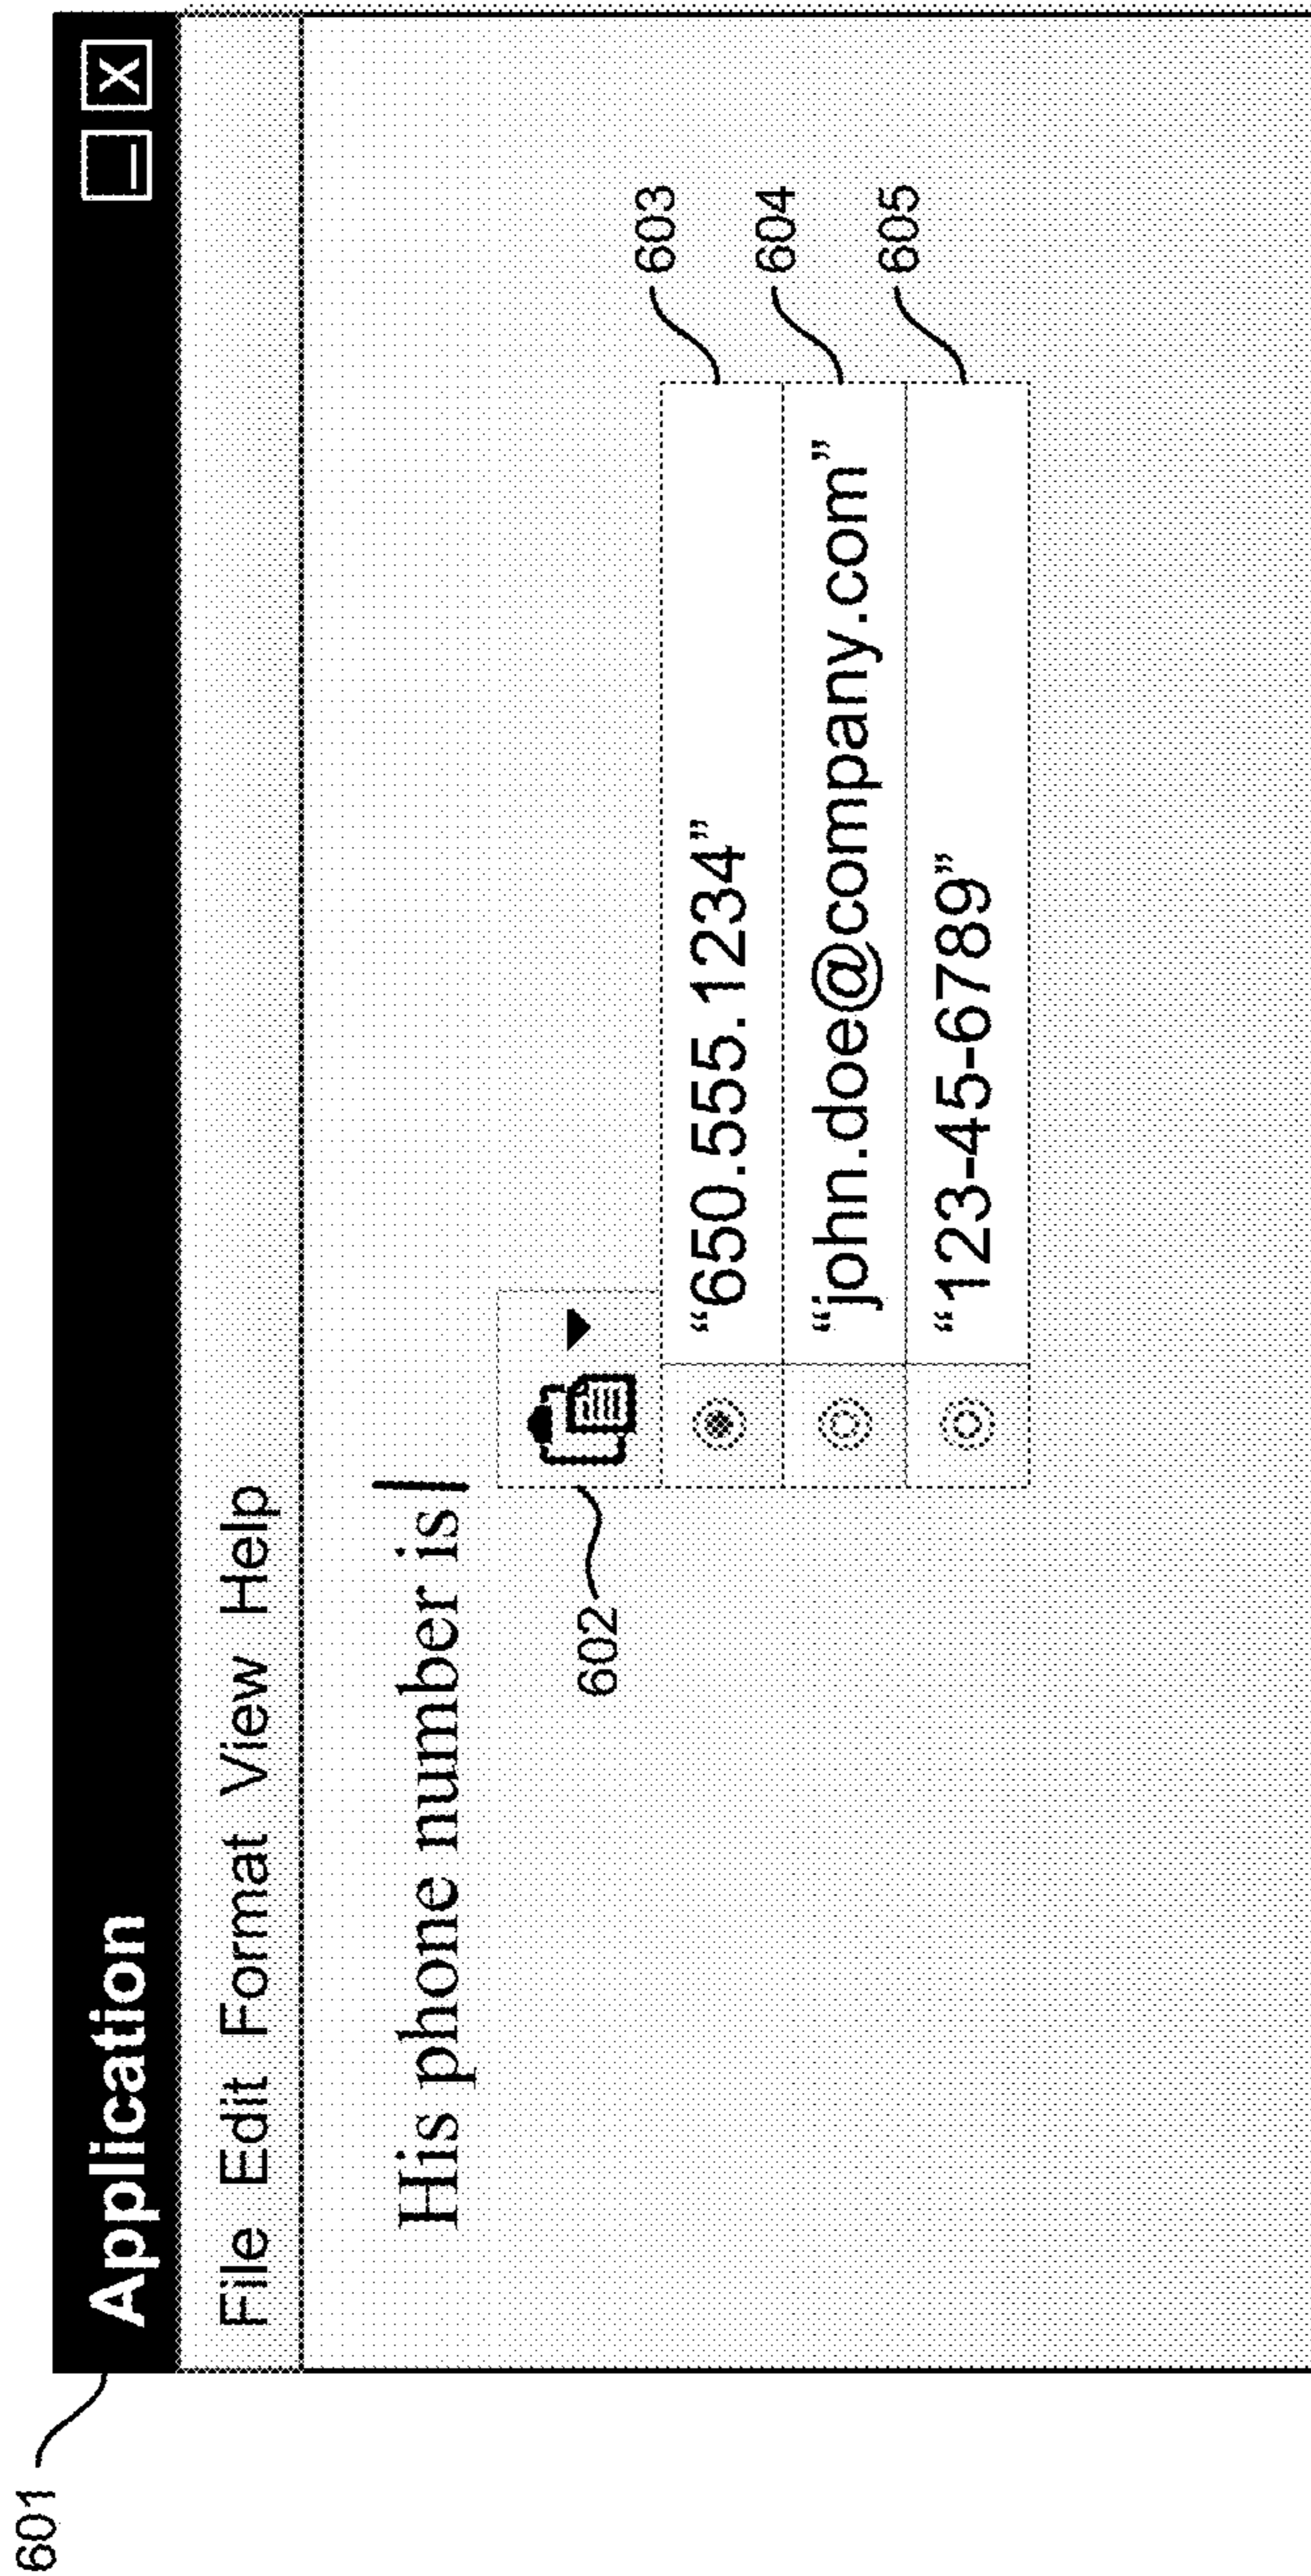 601
Application
X
File Edit Format View Help
His phone number is
602
“650.555.1234”
603
“john.doe@company.com”
604
“123-45-6789”
605